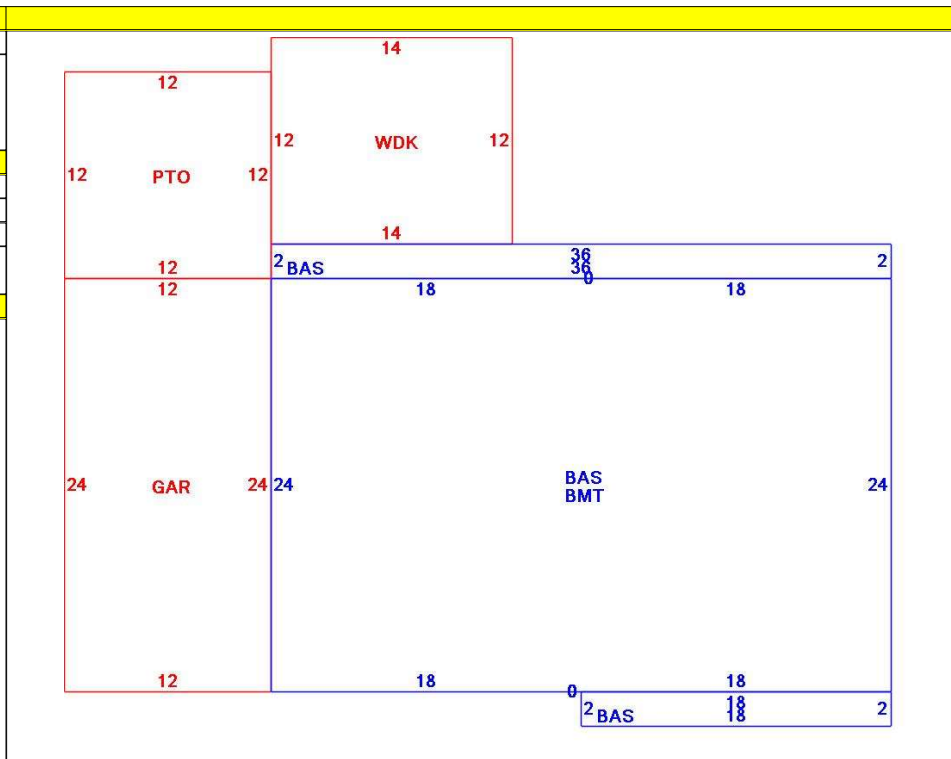 14
12
12 WDK 12
12 PTO 12
14
36
12 2 BAS 36 2
0
12 18 18
24 GAR 24 24 BAS 24
BMT
12 18 0 18
2 BAS 18 2
18